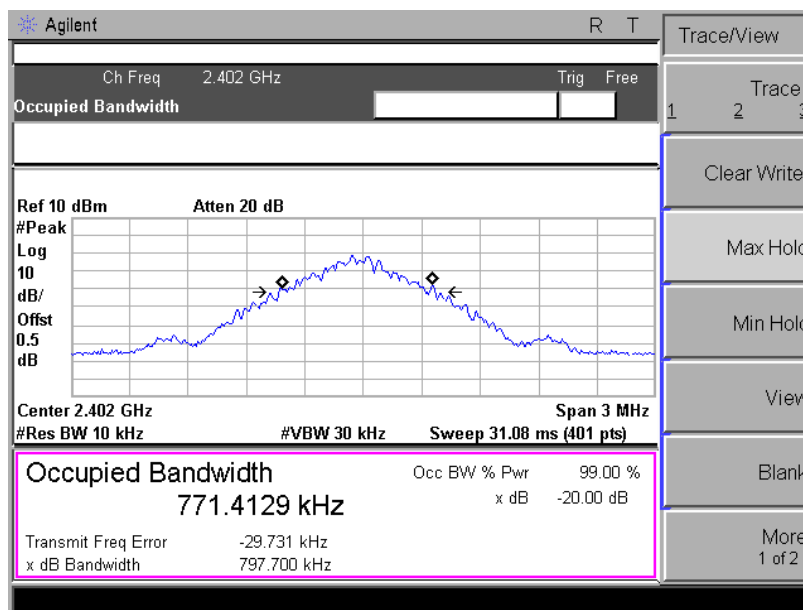 Agilent R T Trace/View
Ch Freq 2.402 GHz Trig Free
Occupied Bandwidth
Trace
1 2 3
Clear Write
Ref 10 dBm Atten 20 dB
#Peak
Log
10
dB/
Offst
0.5
dB
Max Hold
Min Hold
Center 2.402 GHz Span 3 MHz
#Res BW 10 kHz #VBW 30 kHz Sweep 31.08 ms (401 pts)
View
Occupied Bandwidth Occ BW % Pwr 99.00 %
771.4129 kHz x dB -20.00 dB
Blank
Transmit Freq Error -29.731 kHz
x dB Bandwidth 797.700 kHz
More
1 of 2